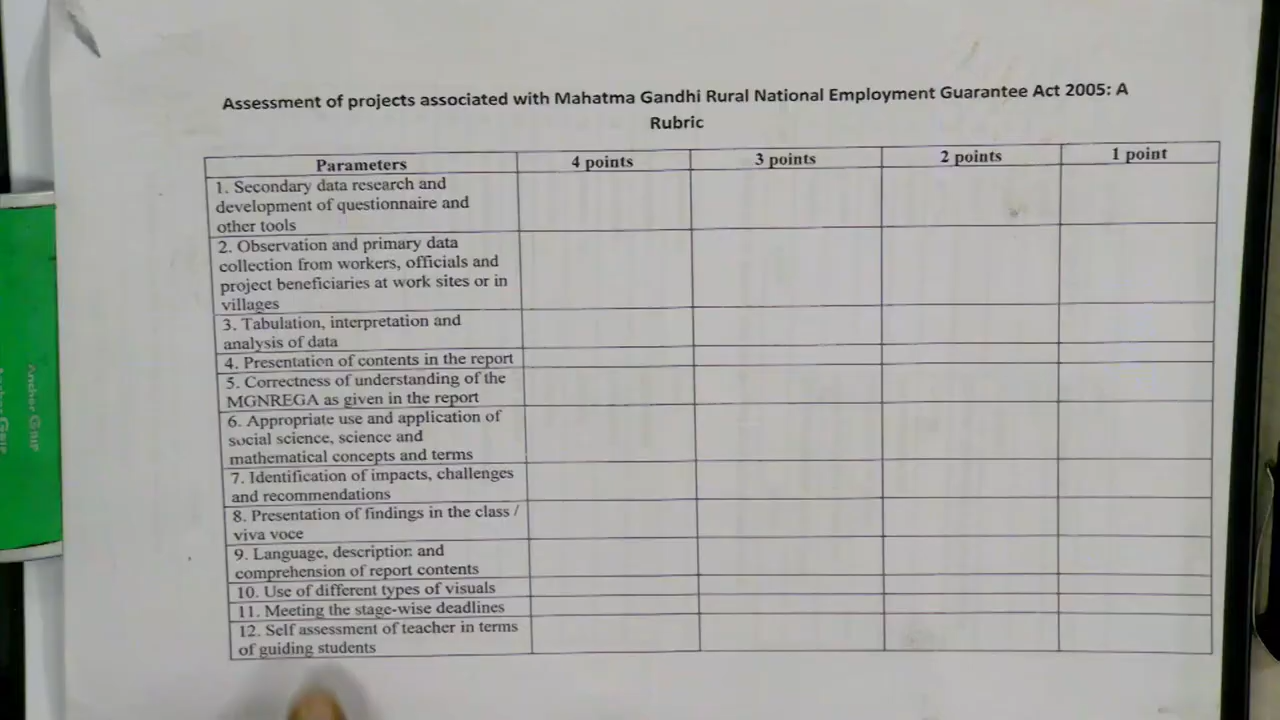 Assessment of projects associated with Mahatma Gandhi Rural National Employment Guarantee Act 2005: A
Rubric
Parameters 4 points 3 points 2 points 1 point
1. Secondary data research and
development of questionnaire and
other tools
2. Observation and primary data
collection from workers, officials and
project beneficiaries at work sites or in
villages
3. Tabulation, interpretation and
analysis of data
4. Presentation of contents in the report
5. Correctness of understanding of the
MGNREGA as given in the report
6. Appropriate use and application of
social science, science and
mathematical concepts and terms
7. Identification of impacts, challenges
and recommendations
8. Presentation of findings in the class /
viva voce
9. Language, description and
comprehension of report contents
10. Use of different types of visuals
11. Meeting the stage-wise deadlines
12. Self assessment of teacher in terms
of guiding students
Anchor Grip